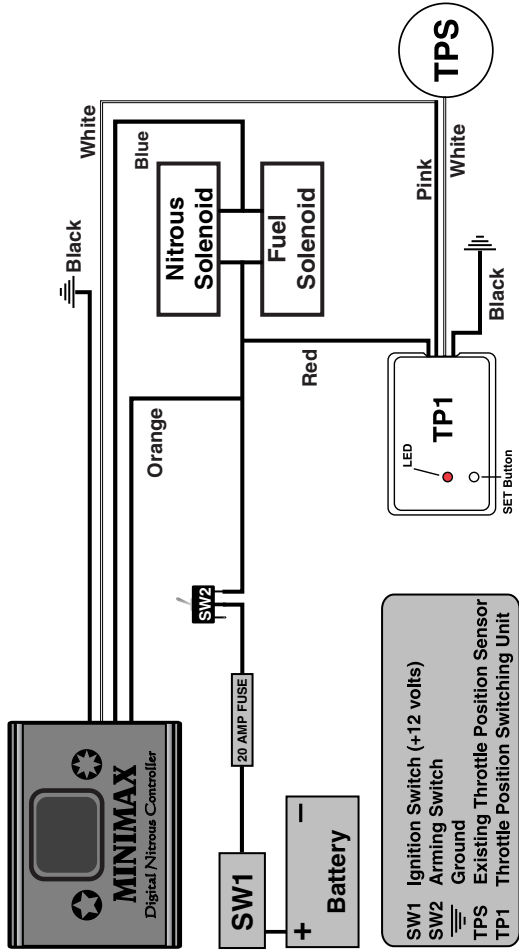 MINIMAX
Digital Nitrous Controller
Black
White
Blue
Orange
Nitrous
Solenoid
Fuel
Solenoid
Red
SW2
20 AMP FUSE
SW1
+ −
Battery
TPS
Pink
White
Black
TP1
LED
SET Button
SW1 Ignition Switch (+12 volts)
SW2 Arming Switch
Ground
TPS Existing Throttle Position Sensor
TP1 Throttle Position Switching Unit